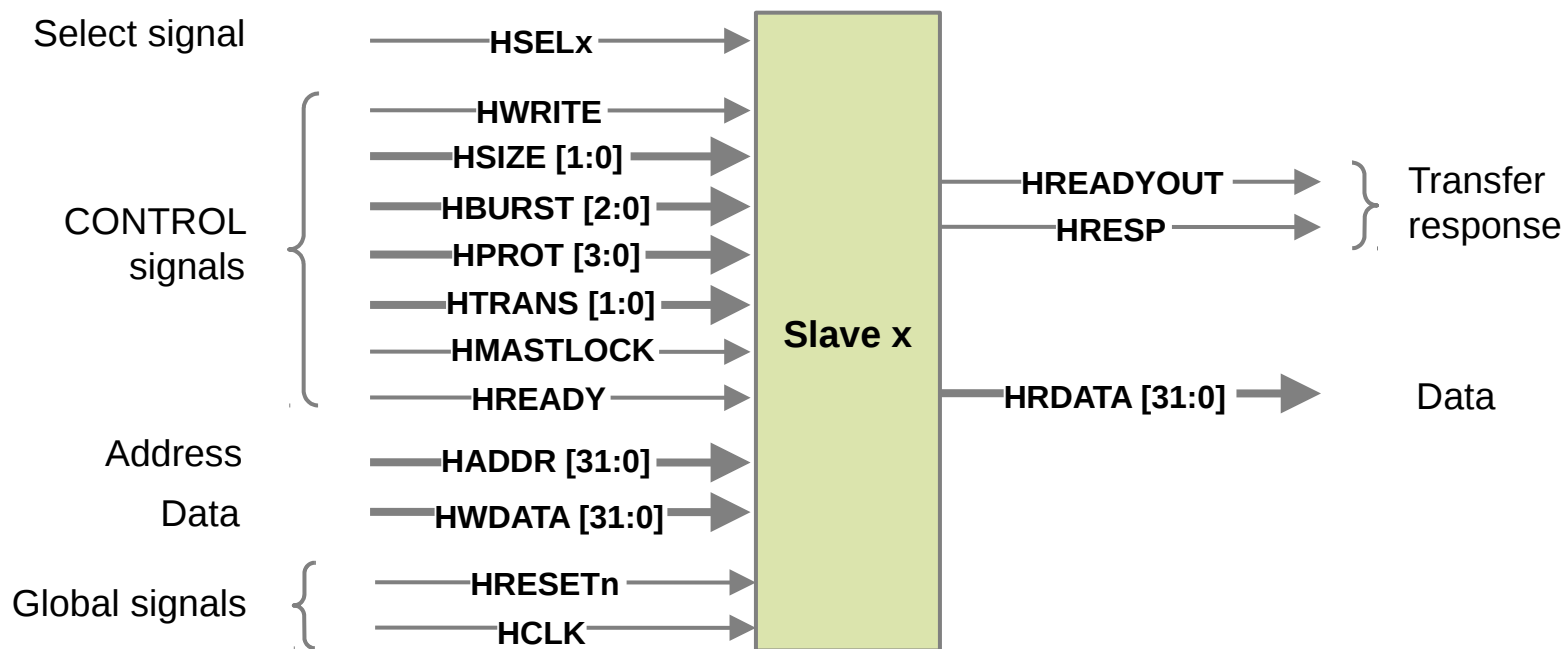 Select signal
HSELx
HWRITE
HSIZE [1:0]
HBURST [2:0]
HPROT [3:0]
HTRANS [1:0]
HMASTLOCK
HREADY
CONTROL
signals
Address
HADDR [31:0]
Data
HWDATA [31:0]
Global signals
HRESETn
HCLK
Slave x
HREADYOUT
HRESP
Transfer
response
HRDATA [31:0]
Data